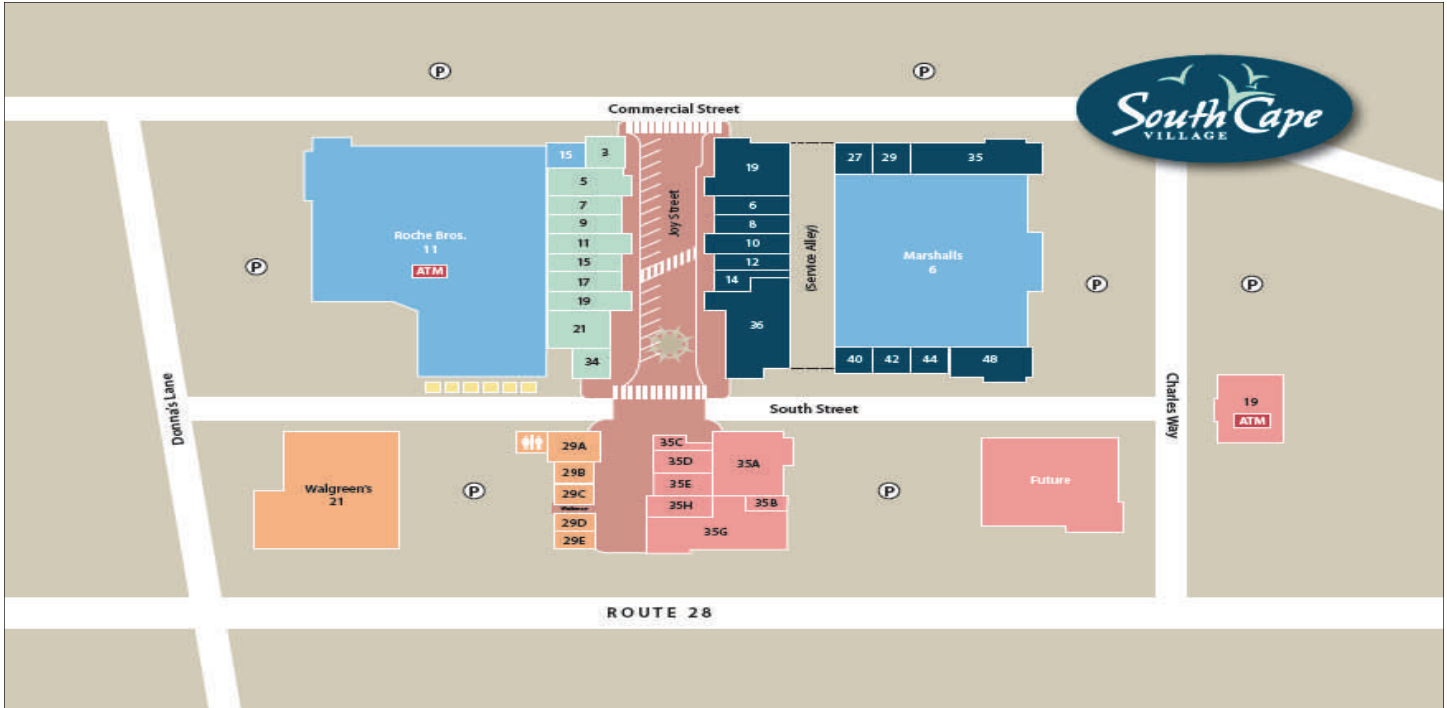 P
P
South Cape
VILLAGE
Commercial Street
15
3
19
27
29
35
5
7
9
11
15
17
19
21
34
Joy Street
6
8
10
12
14
36
(Service Alley)
Roche Bros.
11
ATM
Marshalls
6
P
P
P
40
42
44
48
Donna's Lane
South Street
Charles Way
19
ATM
Walgreen's
21
P
29A
29B
29C
29D
29E
35C
35D
35E
35H
35A
35B
35G
P
Future
ROUTE 28